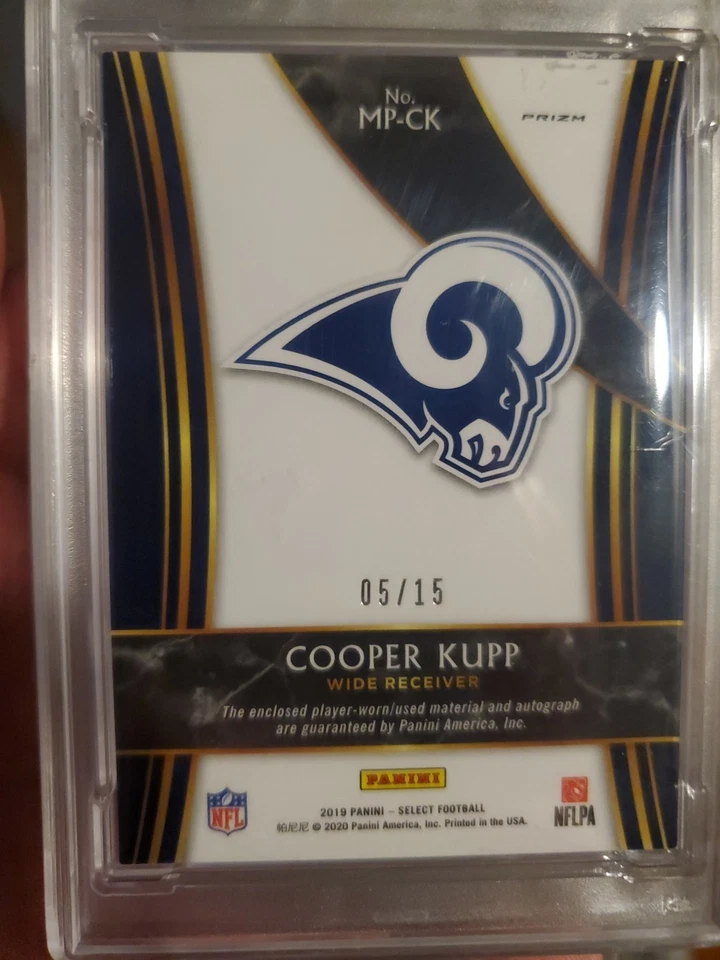 No.
MP-CK
PRIZM
05/15
COOPER KUPP
WIDE RECEIVER
The enclosed player-worn/used material and autograph
are guaranteed by Panini America, Inc.
PANINI
NFL
2019 PANINI – SELECT FOOTBALL
帕尼尼 © 2020 Panini America, Inc. Printed in the USA.
NFLPA